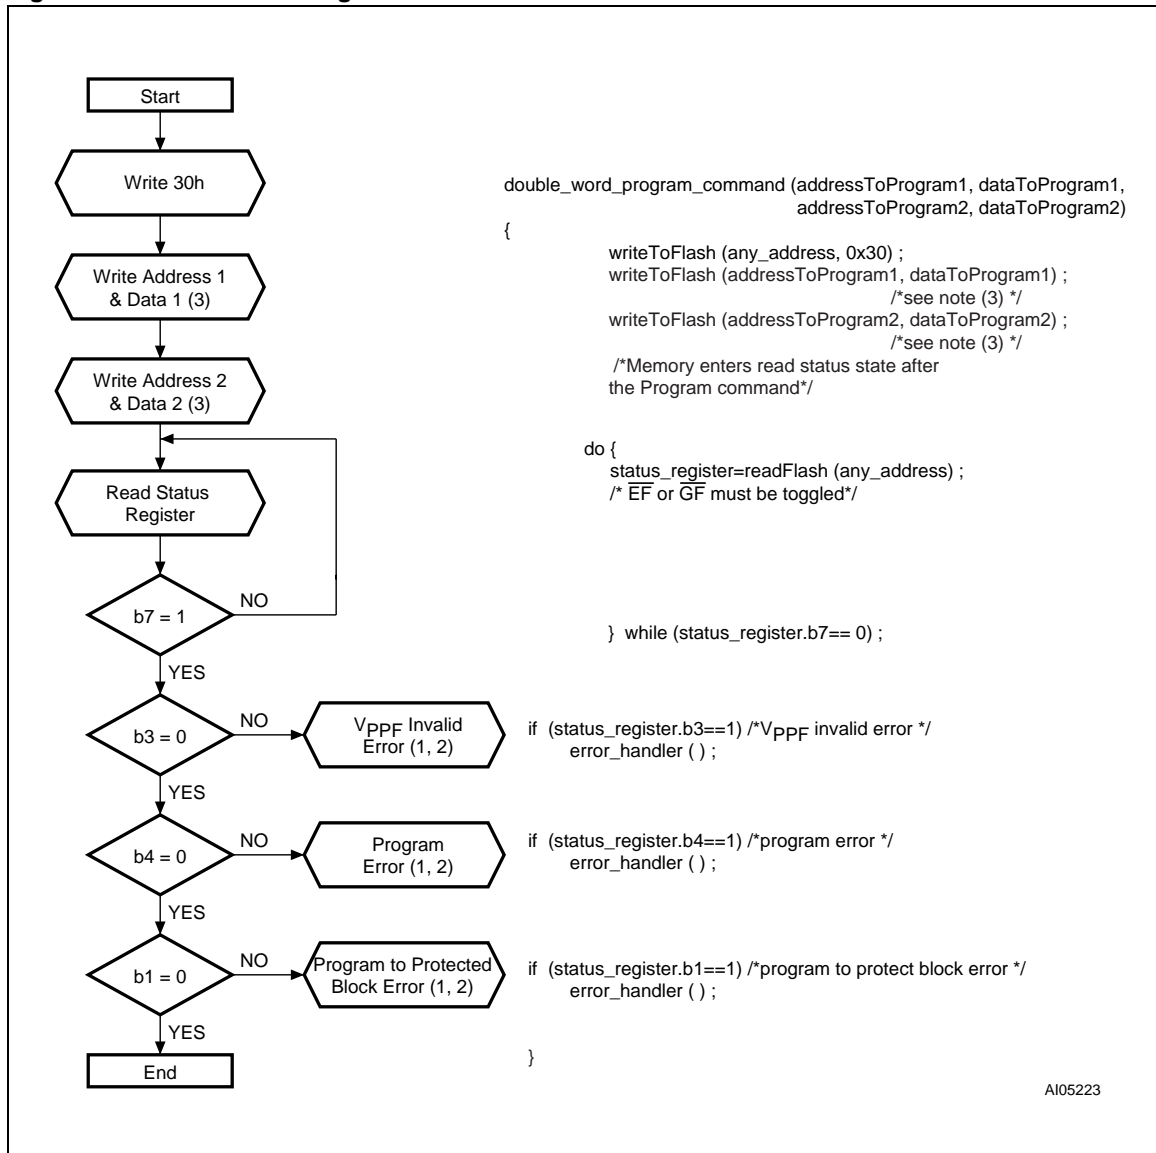 Start
Write 30h
Write Address 1
& Data 1 (3)
Write Address 2
& Data 2 (3)
Read Status
Register
NO
b7 = 1
YES
NO
b3 = 0
VPPF Invalid
Error (1, 2)
YES
NO
b4 = 0
Program
Error (1, 2)
YES
NO
b1 = 0
Program to Protected
Block Error (1, 2)
YES
End
double_word_program_command (addressToProgram1, dataToProgram1,
addressToProgram2, dataToProgram2)
{
writeToFlash (any_address, 0x30) ;
writeToFlash (addressToProgram1, dataToProgram1) ;
/*see note (3) */
writeToFlash (addressToProgram2, dataToProgram2) ;
/*see note (3) */
/*Memory enters read status state after
the Program command*/
do {
status_register=readFlash (any_address) ;
/* E̅F̅ or G̅F̅ must be toggled*/
} while (status_register.b7== 0) ;
if (status_register.b3==1) /*VPPF invalid error */
error_handler ( ) ;
if (status_register.b4==1) /*program error */
error_handler ( ) ;
if (status_register.b1==1) /*program to protect block error */
error_handler ( ) ;
}
AI05223